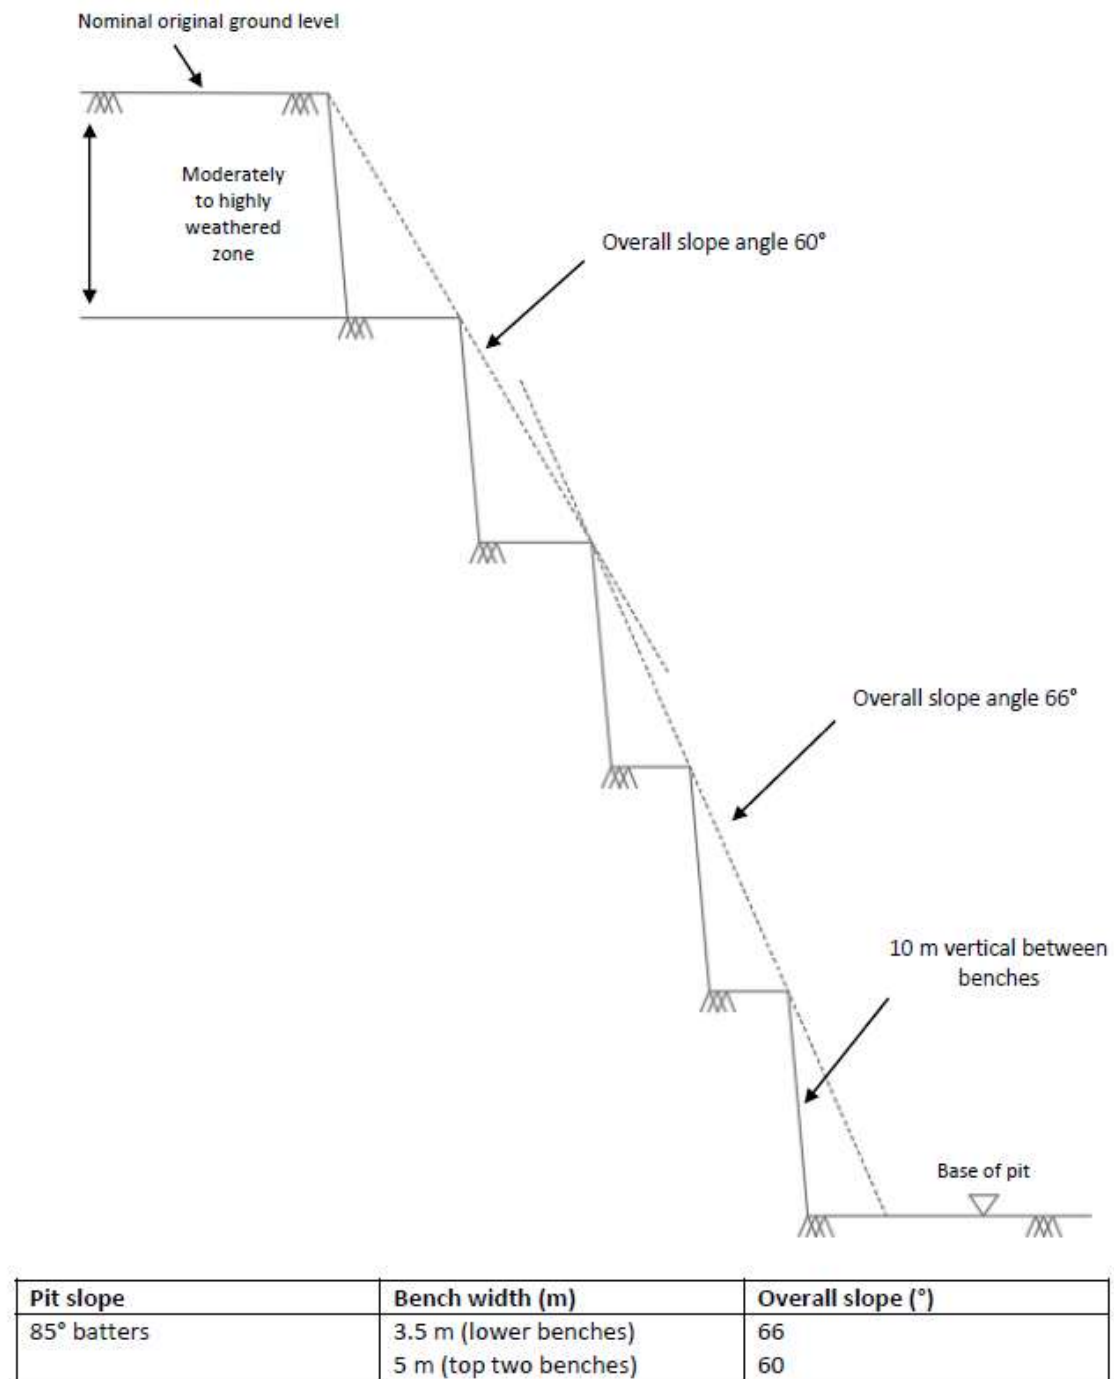 Nominal original ground level
Moderately
to highly
weathered
zone
Overall slope angle 60°
Overall slope angle 66°
10 m vertical between
benches
Base of pit
Pit slope Bench width (m) Overall slope (°)
85° batters 3.5 m (lower benches) 66
5 m (top two benches) 60